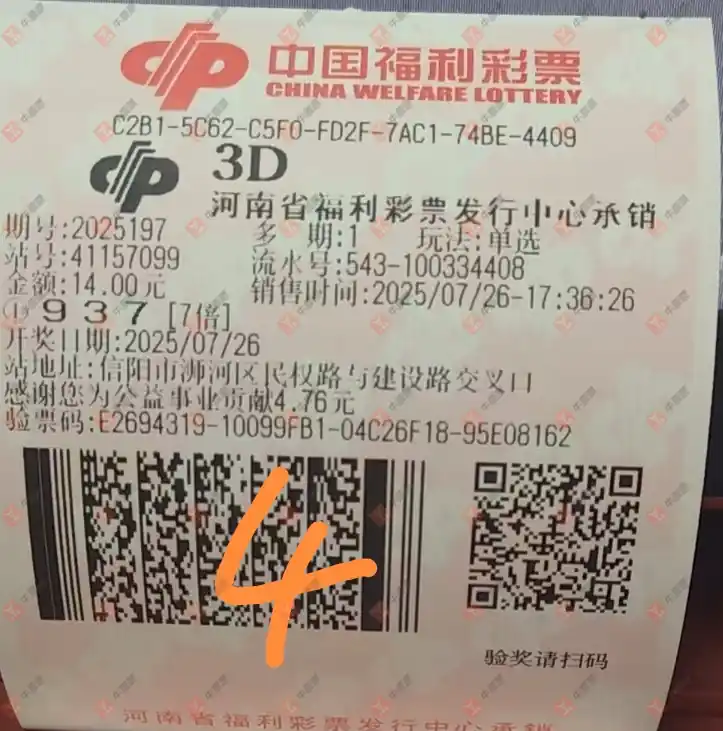 中国福利彩票
CHINA WELFARE LOTTERY
C2B1-5C62-C5F0-FD2F-7AC1-74BE-4409
3D
河南省福利彩票发行中心承销
期号:2025197 多 期:1 玩法:单选
站号:41157099 流水号:543-100334408
金额:14.00元 销售时间:2025/07/26-17:36:26
① 9 3 7 [7倍]
开奖日期:2025/07/26
站地址:信阳市浉河区民权路与建设路交叉口
感谢您为公益事业贡献4.76元
验票码:E2694319-10099FB1-04C26F18-95E08162
4
验奖请扫码
河南省福利彩票发行中心承销